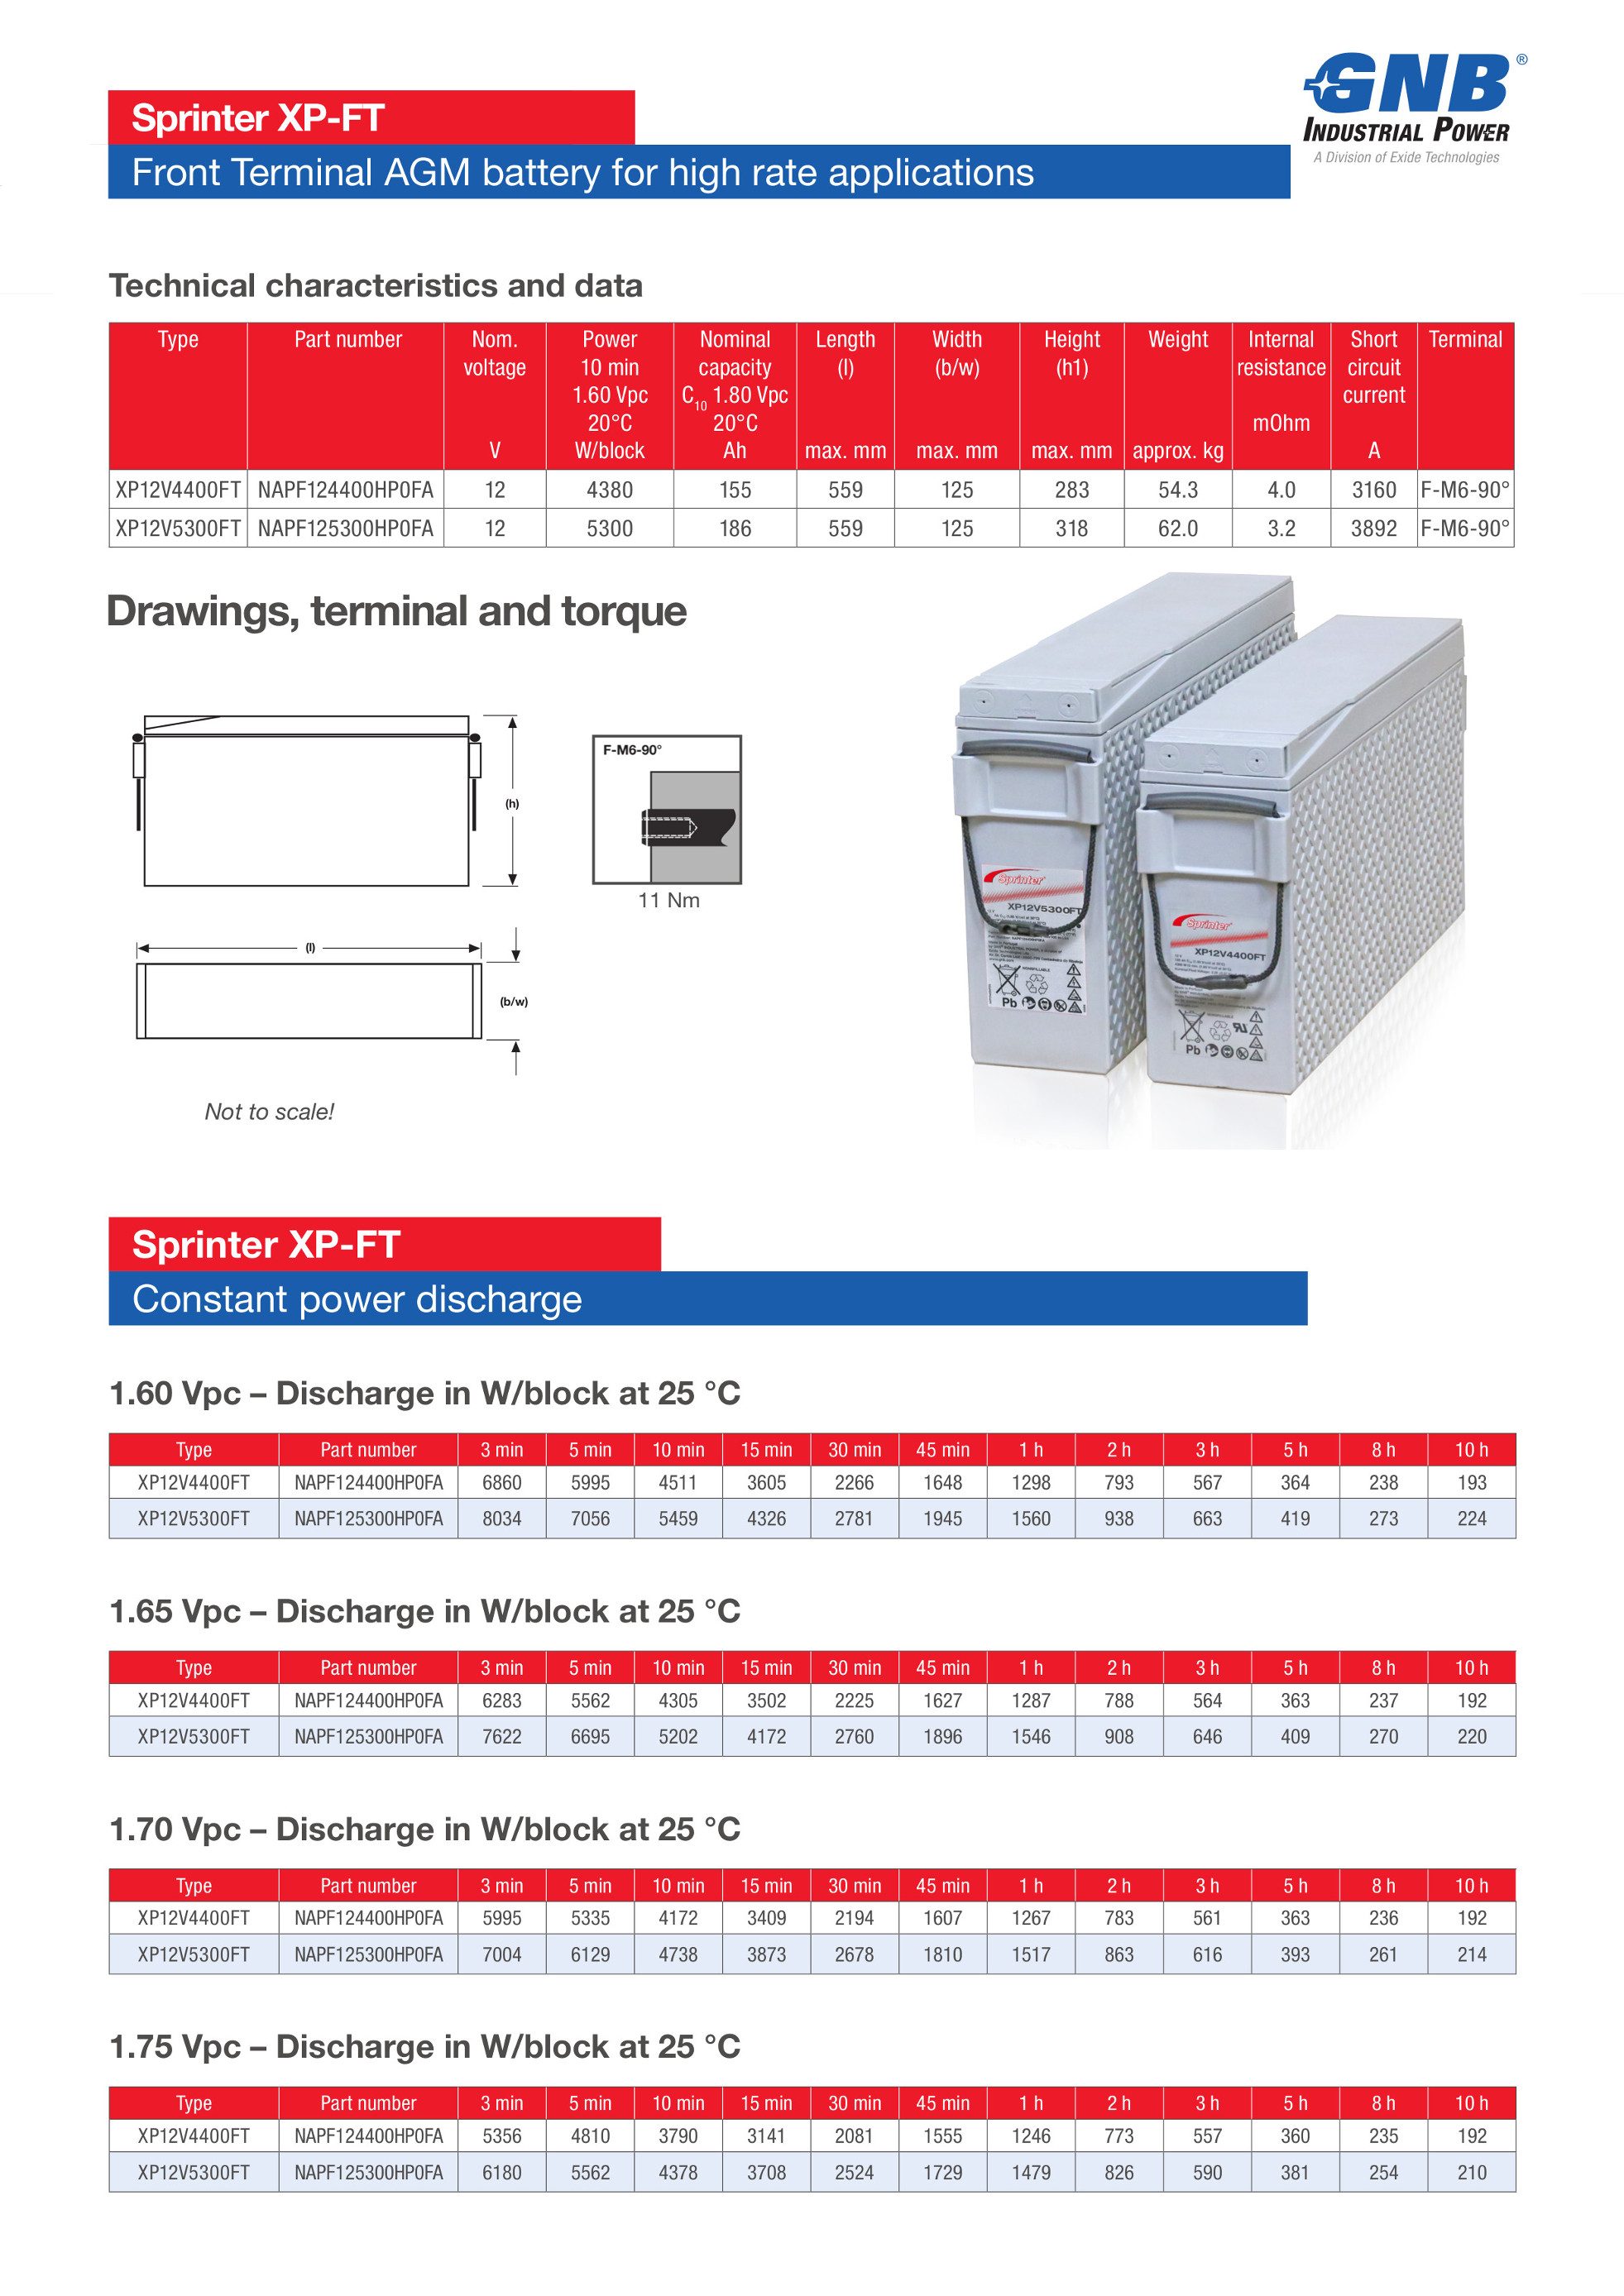 GNB®
INDUSTRIAL POWER
A Division of Exide Technologies
Sprinter XP-FT
Front Terminal AGM battery for high rate applications
Technical characteristics and data
Type Part number Nom. voltage V Power 10 min 1.60 Vpc 20°C W/block Nominal capacity C10 1.80 Vpc 20°C Ah Length (l) max. mm Width (b/w) max. mm Height (h1) max. mm Weight approx. kg Internal resistance mOhm Short circuit current A Terminal
XP12V4400FT NAPF124400HP0FA 12 4380 155 559 125 283 54.3 4.0 3160 F-M6-90°
XP12V5300FT NAPF125300HP0FA 12 5300 186 559 125 318 62.0 3.2 3892 F-M6-90°
Drawings, terminal and torque
(h)
F-M6-90°
11 Nm
(l)
(b/w)
Not to scale!
Sprinter
XP12V5300FT
Pb
Sprinter
XP12V4400FT
Pb
Sprinter XP-FT
Constant power discharge
1.60 Vpc – Discharge in W/block at 25 °C
Type Part number 3 min 5 min 10 min 15 min 30 min 45 min 1 h 2 h 3 h 5 h 8 h 10 h
XP12V4400FT NAPF124400HP0FA 6860 5995 4511 3605 2266 1648 1298 793 567 364 238 193
XP12V5300FT NAPF125300HP0FA 8034 7056 5459 4326 2781 1945 1560 938 663 419 273 224
1.65 Vpc – Discharge in W/block at 25 °C
Type Part number 3 min 5 min 10 min 15 min 30 min 45 min 1 h 2 h 3 h 5 h 8 h 10 h
XP12V4400FT NAPF124400HP0FA 6283 5562 4305 3502 2225 1627 1287 788 564 363 237 192
XP12V5300FT NAPF125300HP0FA 7622 6695 5202 4172 2760 1896 1546 908 646 409 270 220
1.70 Vpc – Discharge in W/block at 25 °C
Type Part number 3 min 5 min 10 min 15 min 30 min 45 min 1 h 2 h 3 h 5 h 8 h 10 h
XP12V4400FT NAPF124400HP0FA 5995 5335 4172 3409 2194 1607 1267 783 561 363 236 192
XP12V5300FT NAPF125300HP0FA 7004 6129 4738 3873 2678 1810 1517 863 616 393 261 214
1.75 Vpc – Discharge in W/block at 25 °C
Type Part number 3 min 5 min 10 min 15 min 30 min 45 min 1 h 2 h 3 h 5 h 8 h 10 h
XP12V4400FT NAPF124400HP0FA 5356 4810 3790 3141 2081 1555 1246 773 557 360 235 192
XP12V5300FT NAPF125300HP0FA 6180 5562 4378 3708 2524 1729 1479 826 590 381 254 210